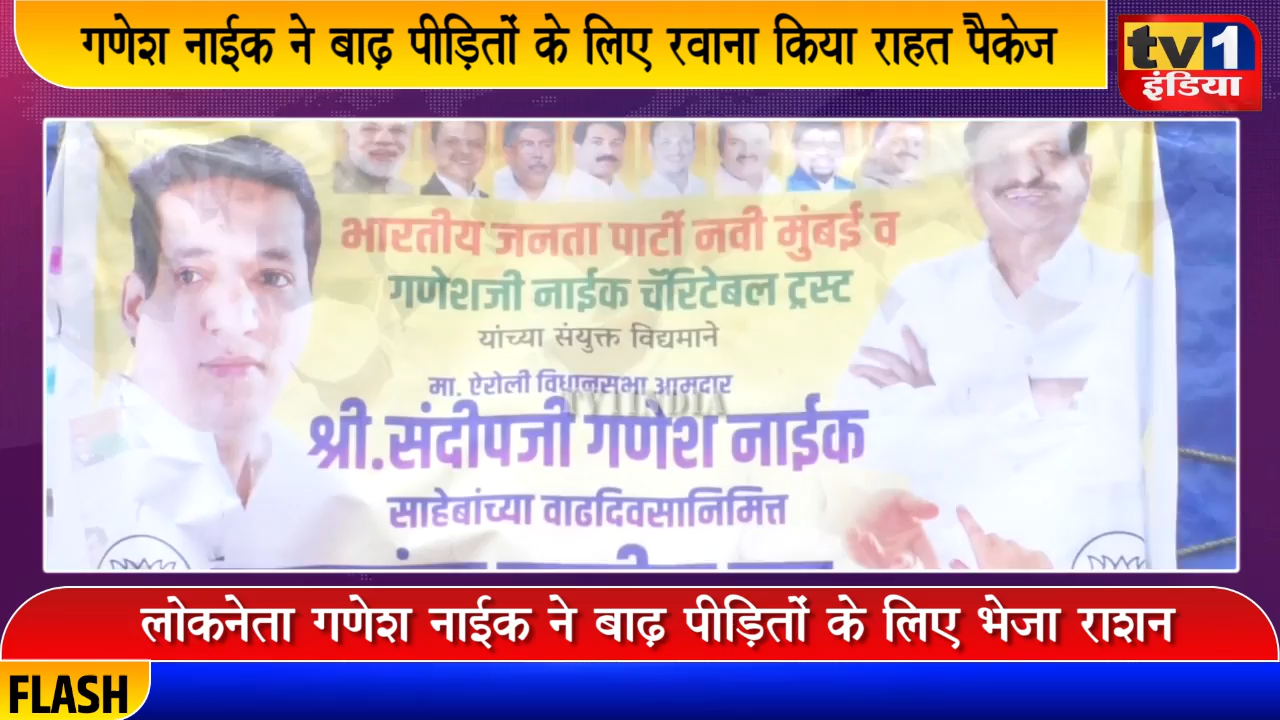 गणेश नाईक ने बाढ़ पीड़ितों के लिए रवाना किया राहत पैकेज
tv1
इंडिया
भारतीय जनता पार्टी नवी मुंबई व
गणेशजी नाईक चॅरिटेबल ट्रस्ट
यांच्या संयुक्त विद्यमाने
मा. ऐरोली विधानसभा आमदार
TV1INDIA
श्री.संदीपजी गणेश नाईक
साहेबांच्या वाढदिवसानिमित्त
लोकनेता गणेश नाईक ने बाढ़ पीड़ितों के लिए भेजा राशन
FLASH